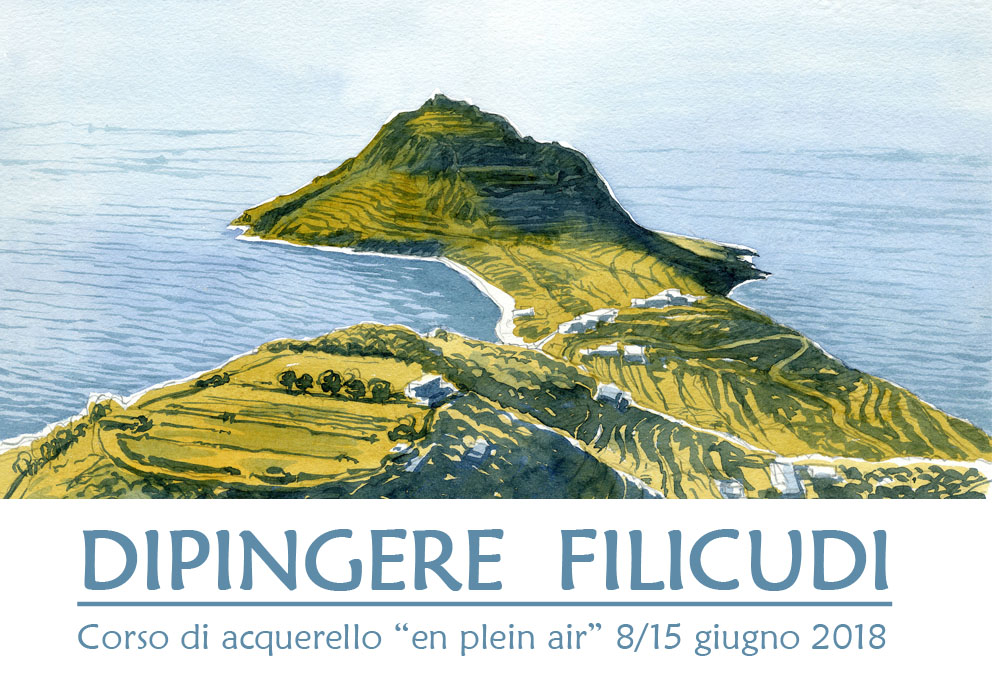 DIPINGERE FILICUDI
Corso di acquerello “en plein air” 8/15 giugno 2018